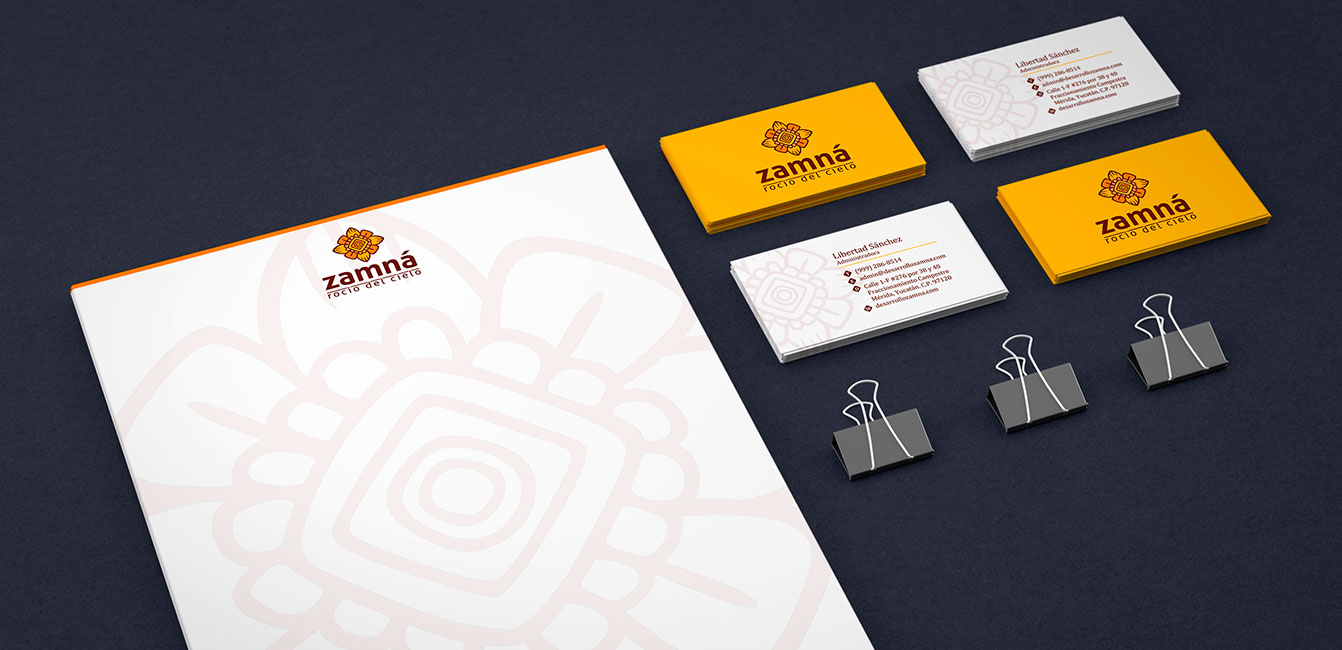 zamná
rocío del cielo
zamná
rocío del cielo
Libertad Sánchez
Administradora
(999) 286-8514
admin@desarrollozamna.com
Calle 1-F #276 por 38 y 40
Fraccionamiento Campestre
Mérida, Yucatán. C.P. 97120
desarrollozamna.com
Libertad Sánchez
Administradora
(999) 286-8514
admin@desarrollozamna.com
Calle 1-F #276 por 38 y 40
Fraccionamiento Campestre
Mérida, Yucatán. C.P. 97120
desarrollozamna.com
zamná
rocío del cielo